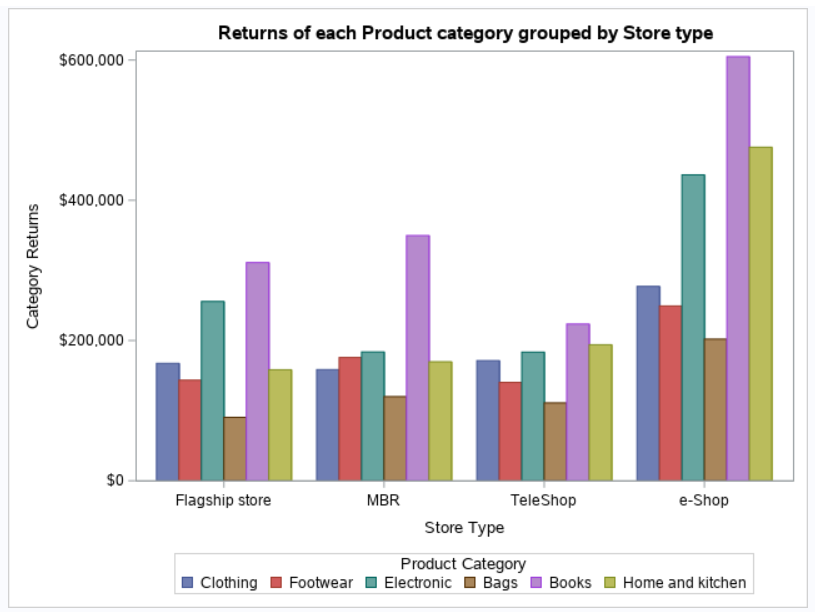 Returns of each Product category grouped by Store type
$600,000
$400,000
$200,000
$0
Category Returns
Flagship store MBR TeleShop e-Shop
Store Type
Product Category
Clothing Footwear Electronic Bags Books Home and kitchen